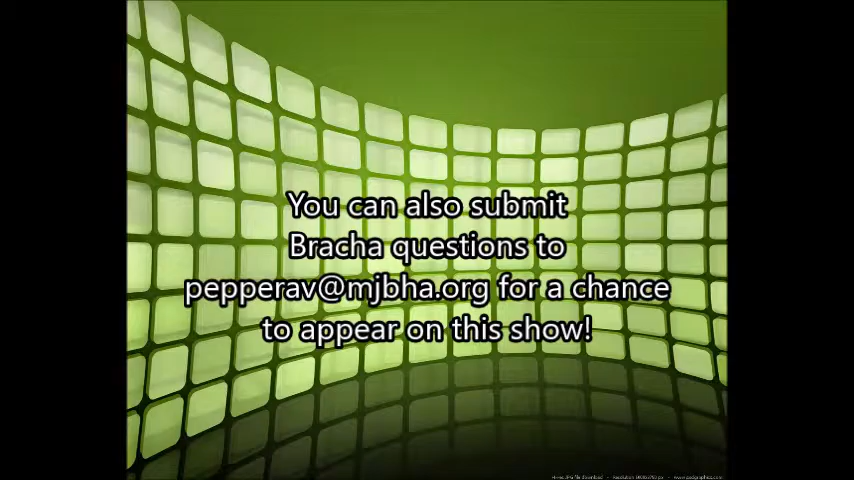 You can also submit
Bracha questions to
pepperav@mjbha.org for a chance
to appear on this show!